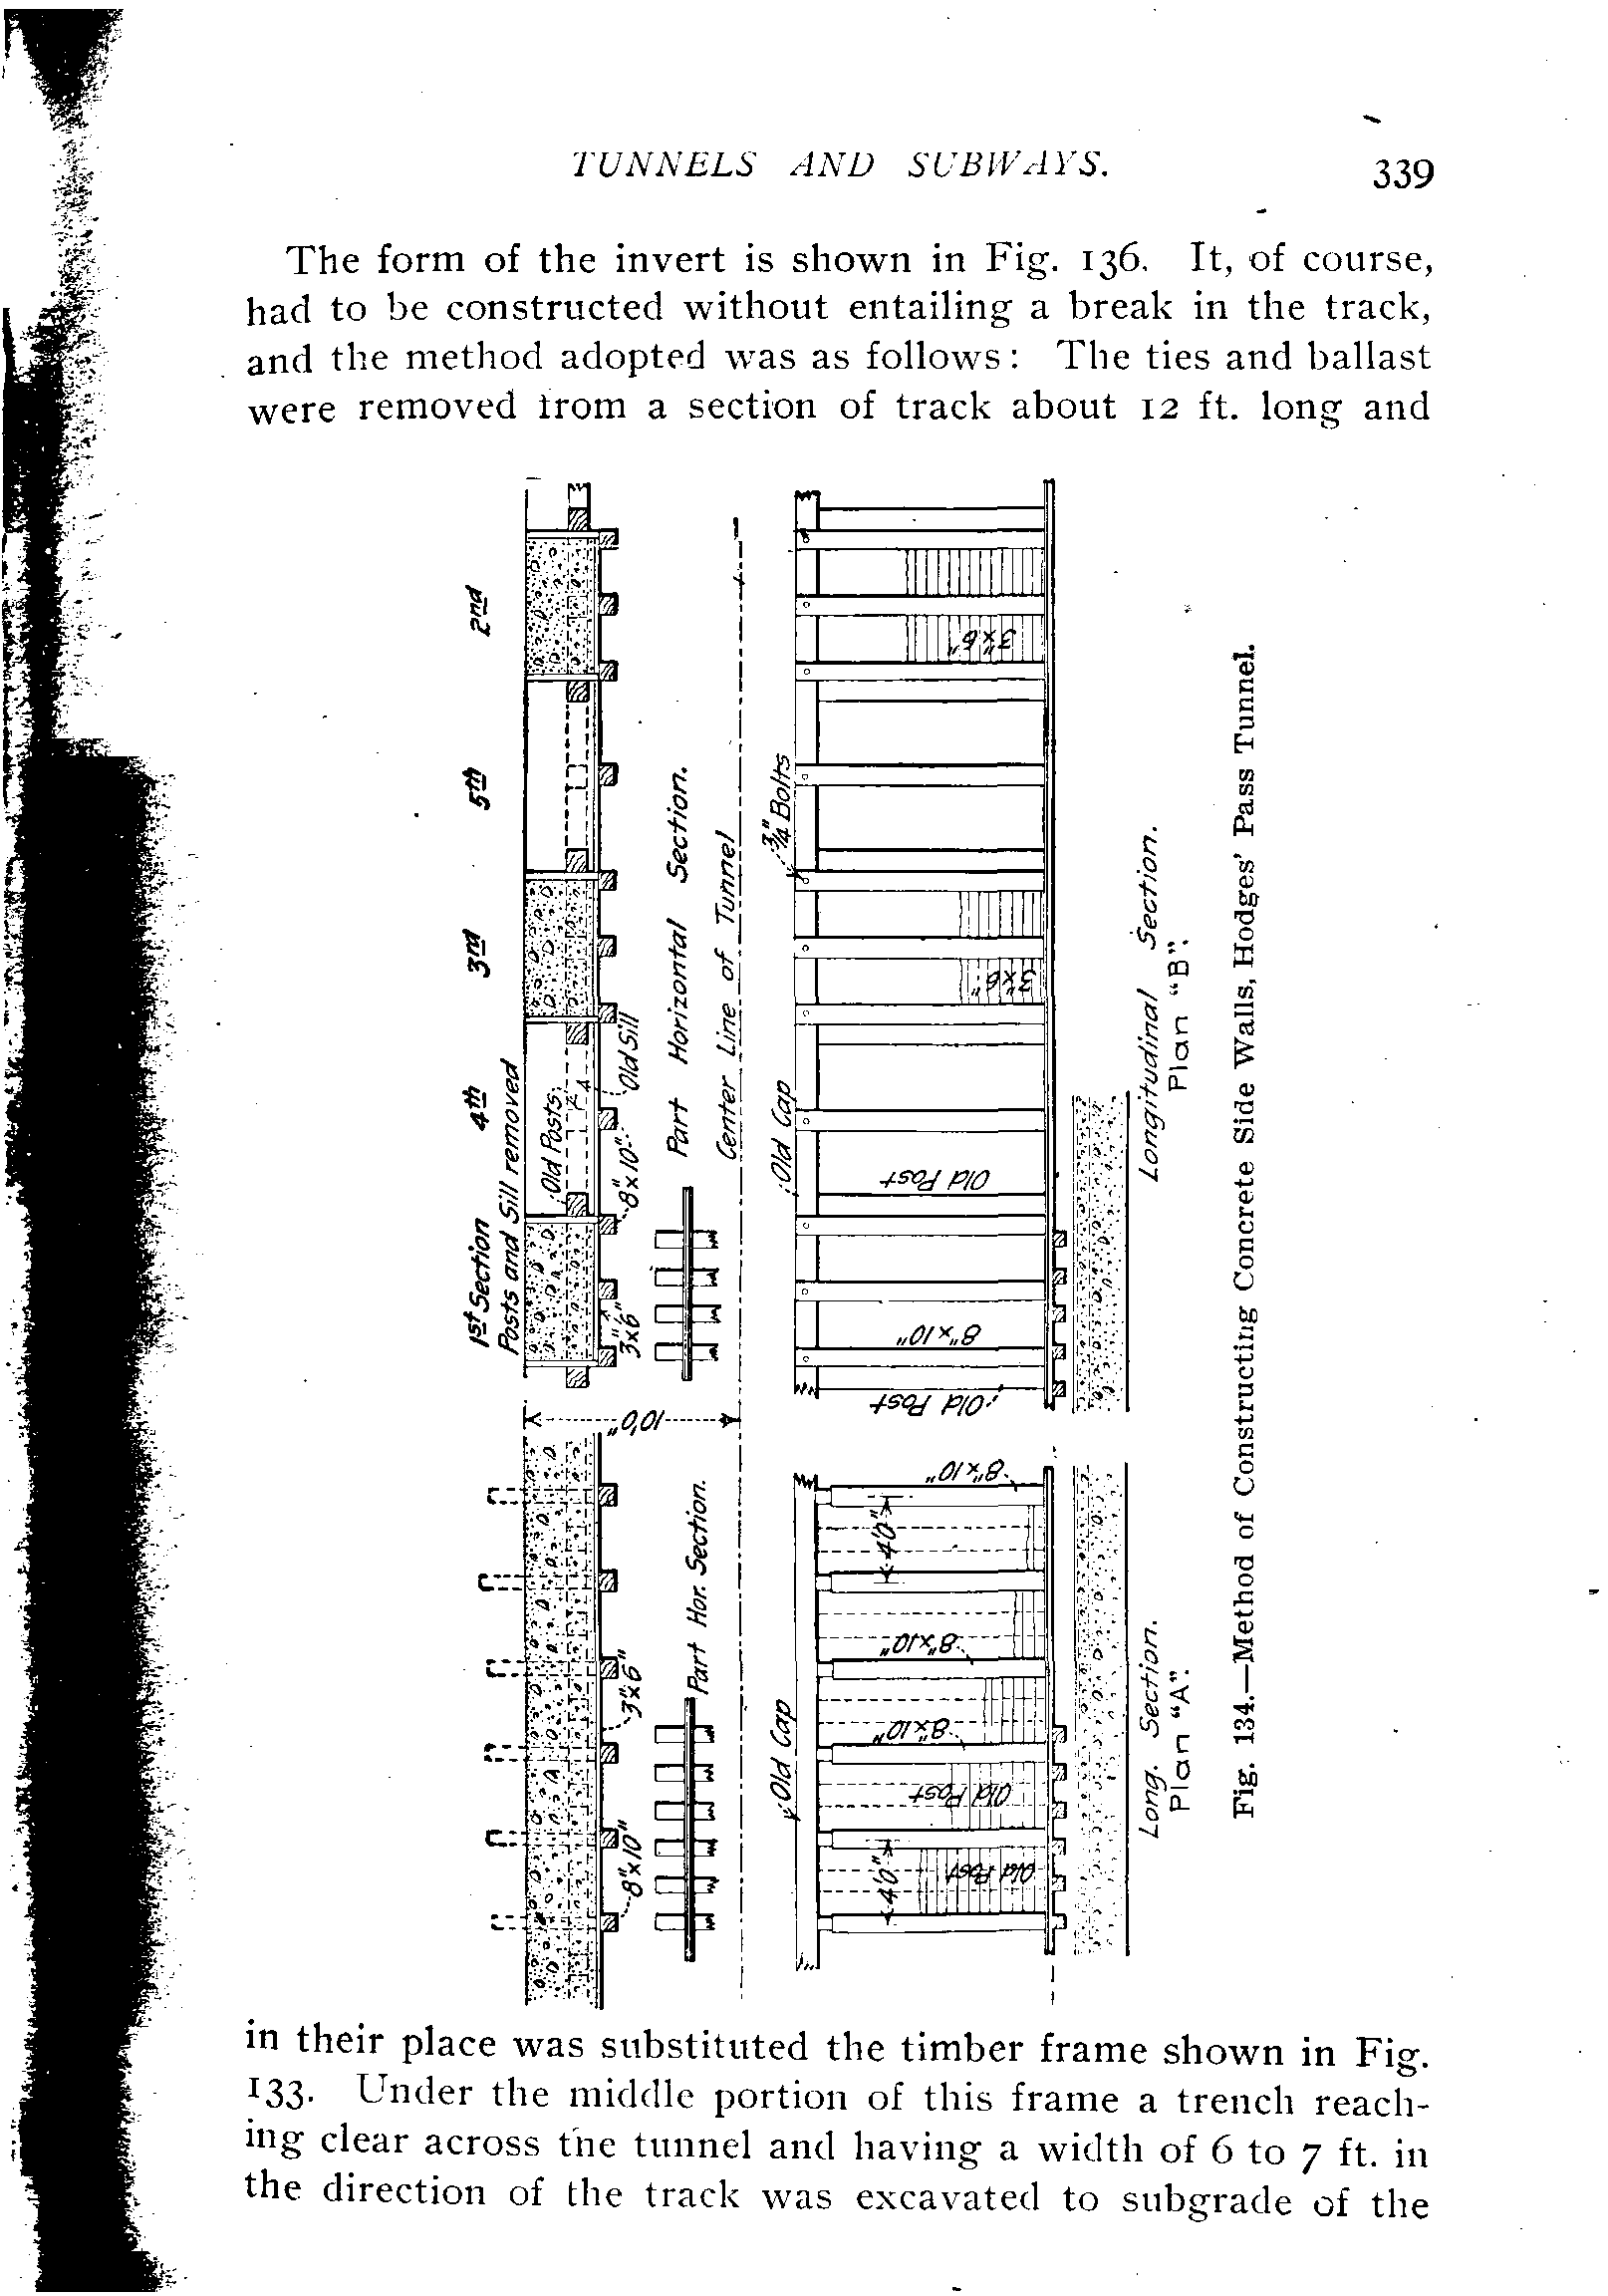 TUNNELS AND SUBWAYS.
339
The form of the invert is shown in Fig. 136. It, of course,
had to be constructed without entailing a break in the track,
and the method adopted was as follows: The ties and ballast
were removed from a section of track about 12 ft. long and
1st Section
4th
3rd
5th
2nd
Posts and Sill removed
Old Posts
Old Sill
8"x10"
3"x6"
Part Horizontal Section.
Center Line of Tunnel
10'0"
3/4" Bolts
Old Cap
3"x6"
3"x6"
Old Post
8"x10"
Old Post
Longitudinal Section.
Plan "B".
3"x6"
8"x10"
Part Hor. Section.
Old Cap
8"x10"
4'0"
8"x10"
8"x10"
Old Post
4'0"
Old Post
Long. Section.
Plan "A".
Fig. 134.—Method of Constructing Concrete Side Walls, Hodges' Pass Tunnel.
in their place was substituted the timber frame shown in Fig.
133. Under the middle portion of this frame a trench reach-
ing clear across the tunnel and having a width of 6 to 7 ft. in
the direction of the track was excavated to subgrade of the